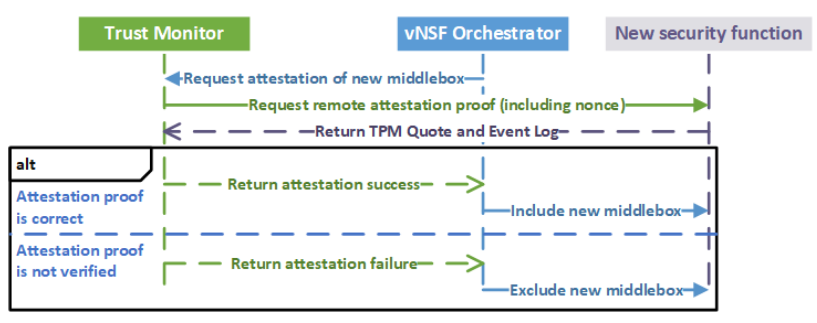 Trust Monitor
vNSF Orchestrator
New security function
Request attestation of new middlebox
Request remote attestation proof (including nonce)
Return TPM Quote and Event Log
alt
Attestation proof
is correct
Return attestation success
Include new middlebox
Attestation proof
is not verified
Return attestation failure
Exclude new middlebox